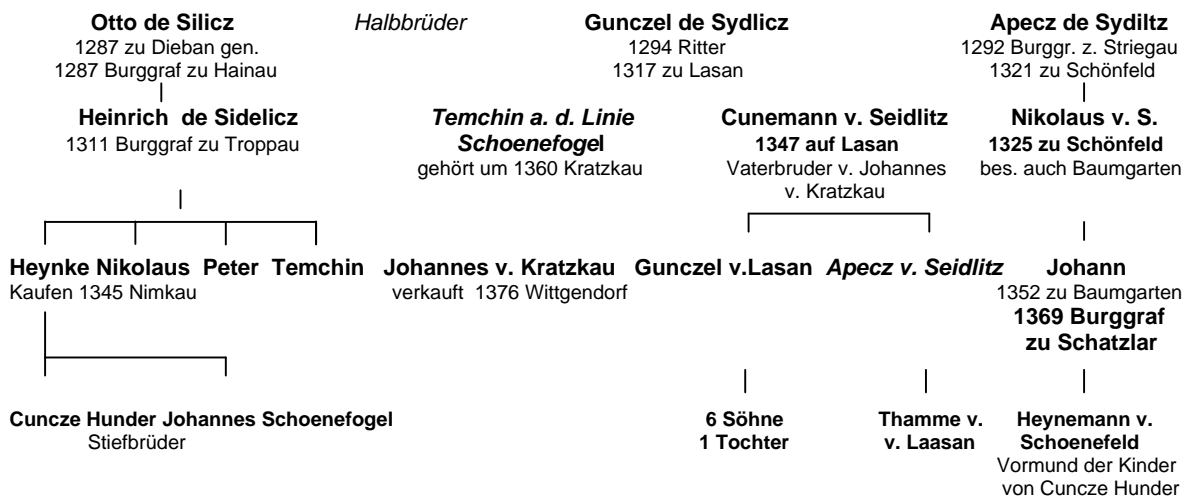 Otto de Silicz Halbbrüder Gunczel de Sydlicz Apecz de Sydiltz
1287 zu Dieban gen. 1294 Ritter 1292 Burggr. z. Striegau
1287 Burggraf zu Hainau 1317 zu Lasan 1321 zu Schönfeld
Heinrich de Sidelicz Temchin a. d. Linie Cunemann v. Seidlitz Nikolaus v. S.
1311 Burggraf zu Troppau Schoenefogel 1347 auf Lasan 1325 zu Schönfeld
gehört um 1360 Kratzkau Vaterbruder v. Johannes bes. auch Baumgarten
v. Kratzkau
Heynke Nikolaus Peter Temchin Johannes v. Kratzkau Gunczel v.Lasan Apecz v. Seidlitz Johann
Kaufen 1345 Nimkau verkauft 1376 Wittgendorf 1352 zu Baumgarten
1369 Burggraf
zu Schatzlar
Cuncze Hunder Johannes Schoenefogel 6 Söhne Thamme v. Heynemann v.
Stiefbrüder 1 Tochter v. Laasan Schoenefeld
Vormund der Kinder
von Cuncze Hunder